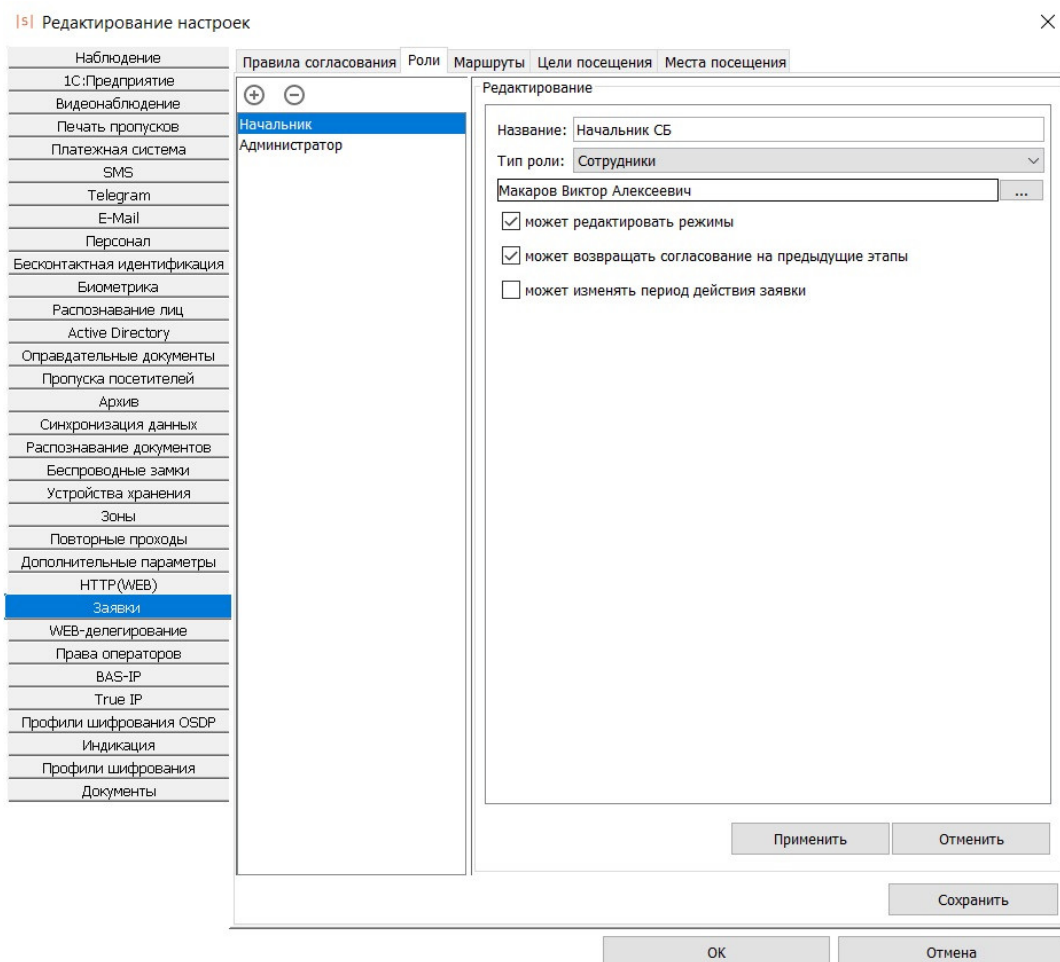 |s| Редактирование настроек
Наблюдение
1С:Предприятие
Видеонаблюдение
Печать пропусков
Платежная система
SMS
Telegram
E-Mail
Персонал
Бесконтактная идентификация
Биометрика
Распознавание лиц
Active Directory
Оправдательные документы
Пропуска посетителей
Архив
Синхронизация данных
Распознавание документов
Беспроводные замки
Устройства хранения
Зоны
Повторные проходы
Дополнительные параметры
HTTP(WEB)
Заявки
WEB-делегирование
Права операторов
BAS-IP
True IP
Профили шифрования OSDP
Индикация
Профили шифрования
Документы
Правила согласования Роли Маршруты Цели посещения Места посещения
Начальник
Администратор
Редактирование
Название: Начальник СБ
Тип роли: Сотрудники
Макаров Виктор Алексеевич ...
может редактировать режимы
может возвращать согласование на предыдущие этапы
может изменять период действия заявки
Применить Отменить
Сохранить
ОК Отмена